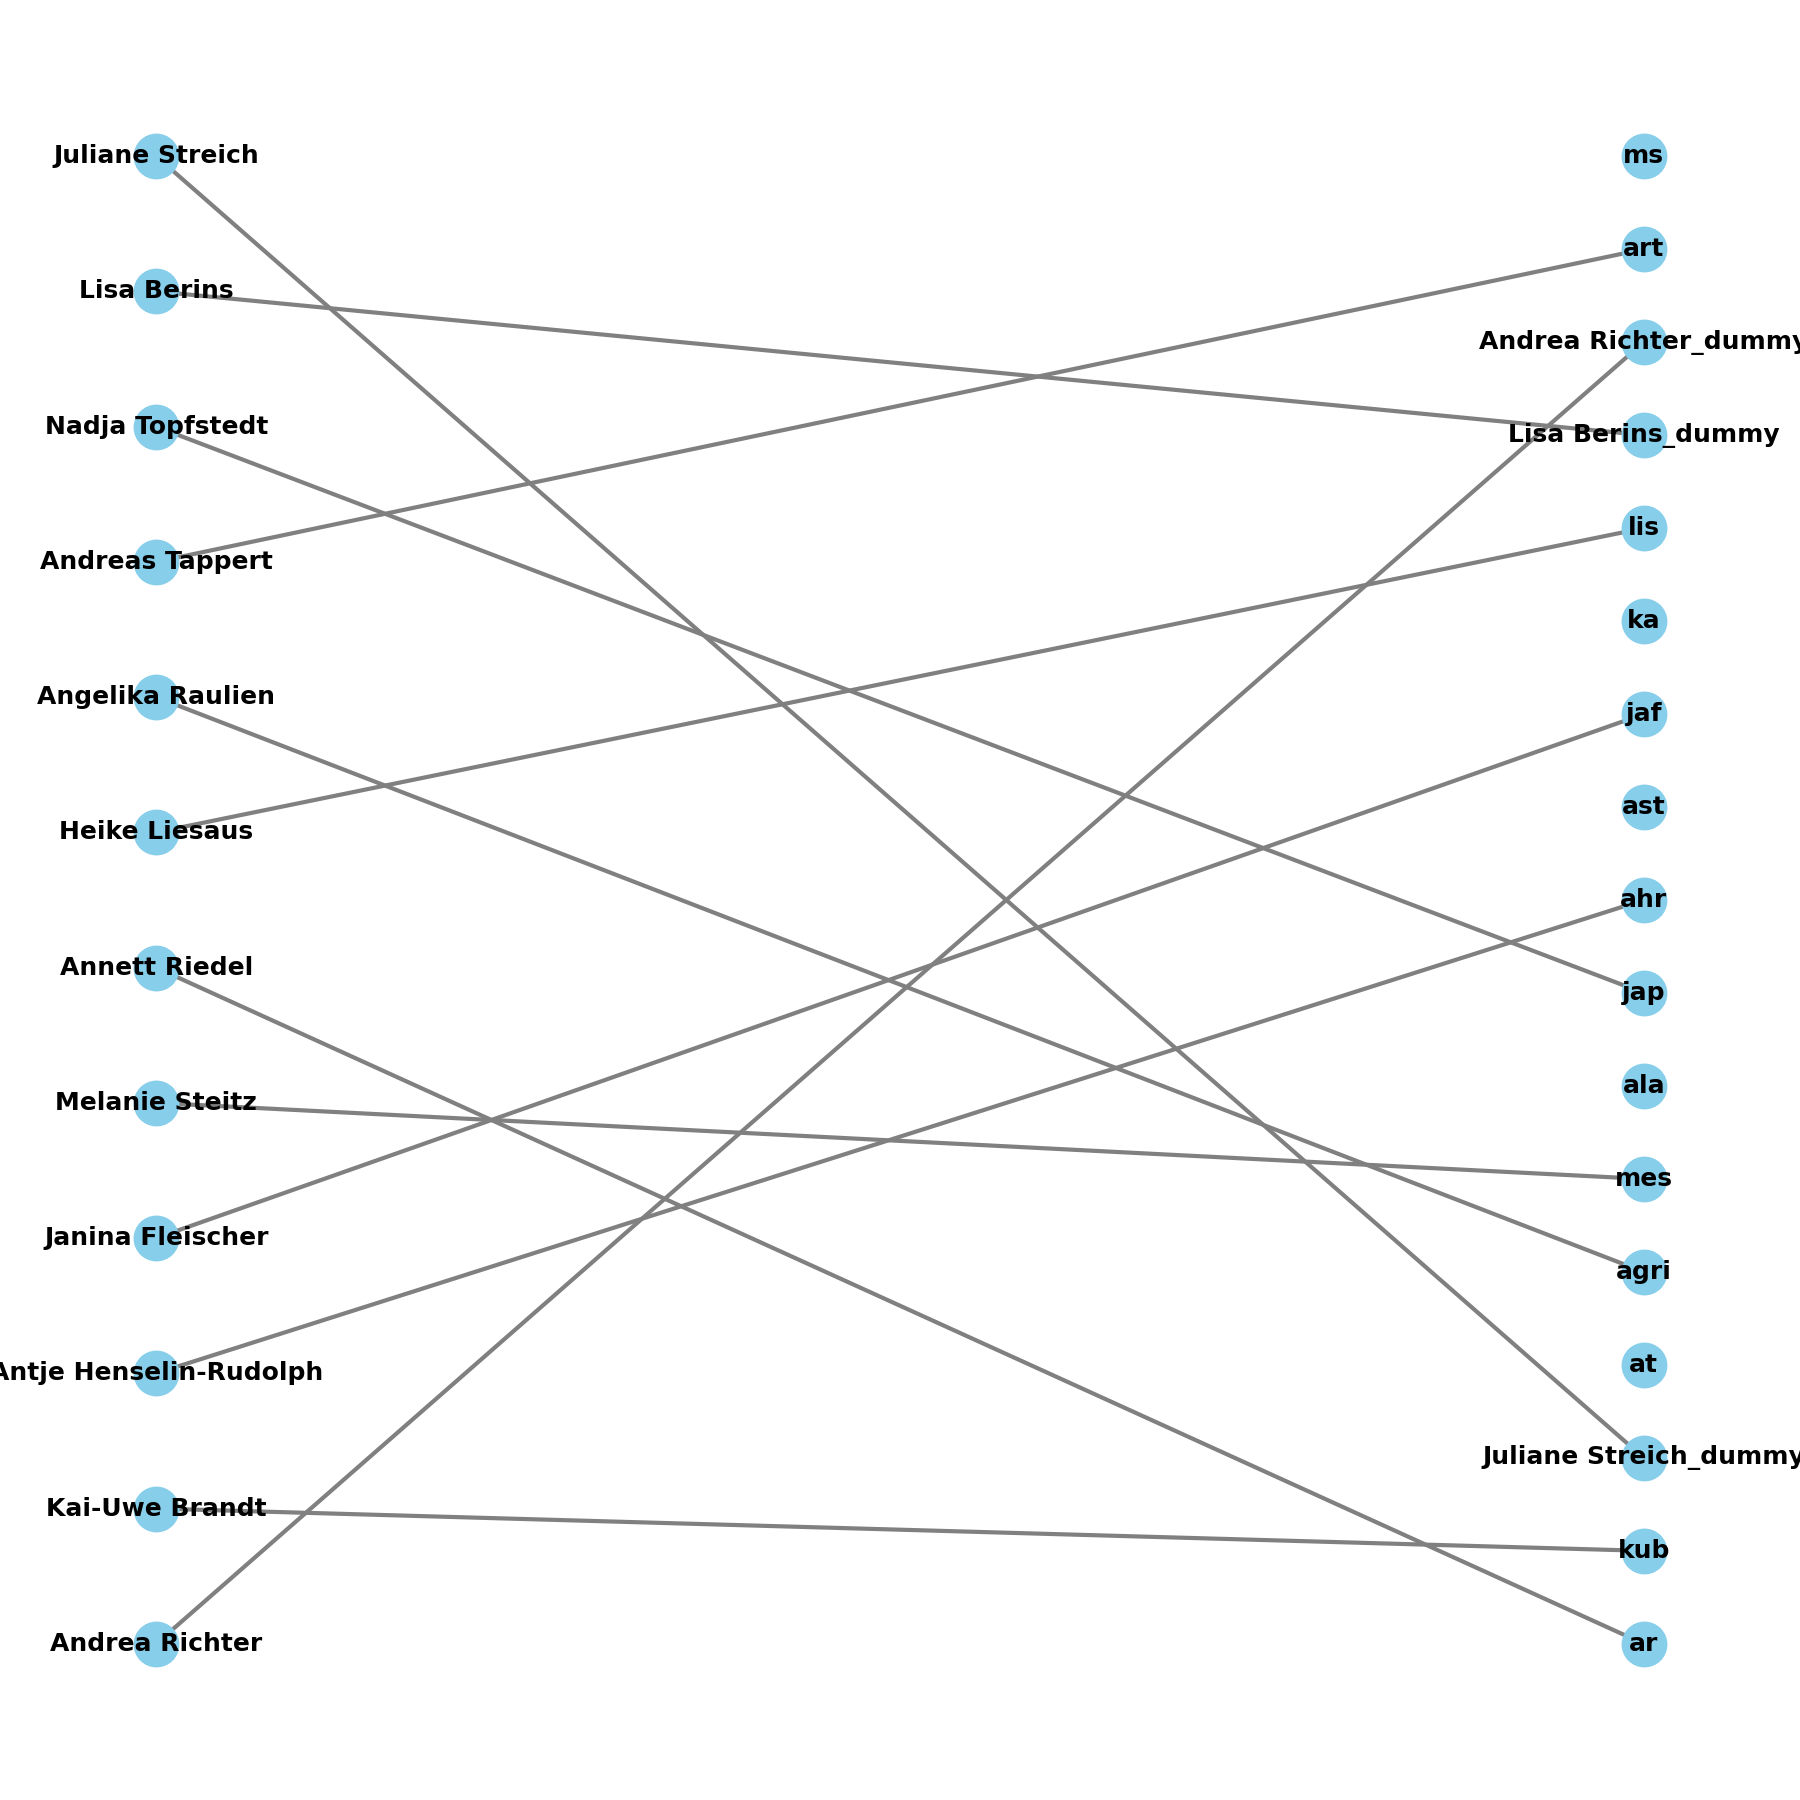 Juliane Streich
Lisa Berins
Nadja Topfstedt
Andreas Tappert
Angelika Raulien
Heike Liesaus
Annett Riedel
Melanie Steitz
Janina Fleischer
Antje Henselin-Rudolph
Kai-Uwe Brandt
Andrea Richter
ms
art
Andrea Richter_dummy
Lisa Berins_dummy
lis
ka
jaf
ast
ahr
jap
ala
mes
agri
at
Juliane Streich_dummy
kub
ar